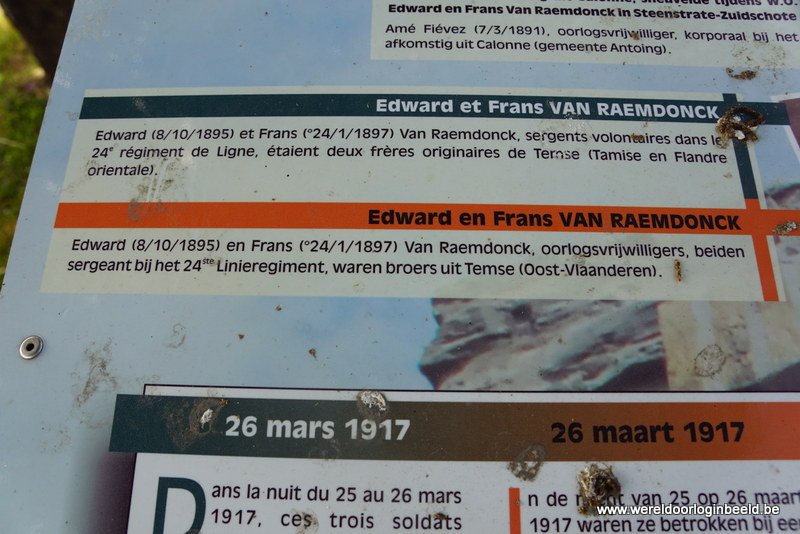 tijdens W.O.
Edward en Frans Van Raemdonck in Steenstrate-Zuidschote
Amé Fiévez (7/3/1891), oorlogsvrijwilliger, korporaal bij het
afkomstig uit Calonne (gemeente Antoing).
Edward et Frans VAN RAEMDONCK
Edward (8/10/1895) et Frans (°24/1/1897) Van Raemdonck, sergents volontaires dans le
24e régiment de Ligne, étaient deux frères originaires de Temse (Tamise en Flandre
orientale).
Edward en Frans VAN RAEMDONCK
Edward (8/10/1895) en Frans (°24/1/1897) Van Raemdonck, oorlogsvrijwilligers, beiden
sergeant bij het 24ste Linieregiment, waren broers uit Temse (Oost-Vlaanderen).
26 mars 1917
26 maart 1917
Dans la nuit du 25 au 26 mars
1917, ces trois soldats
n de nacht van 25 op 26 maart
1917 waren ze betrokken bij een
www.wereldoorloginbeeld.be